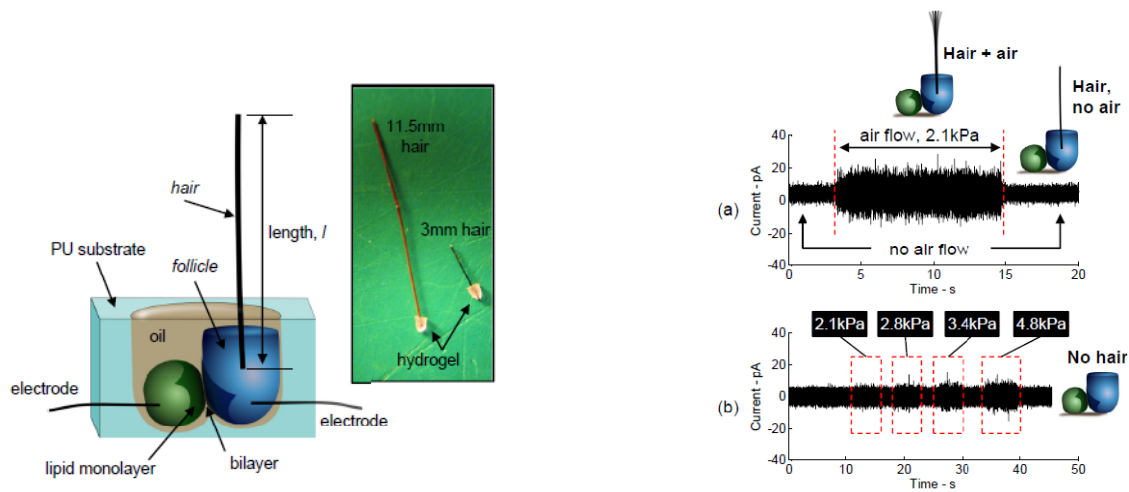 11.5mm
hair
hair
3mm hair
length, l
PU substrate
follicle
oil
hydrogel
electrode
electrode
lipid monolayer
bilayer
Hair + air
Hair,
no air
air flow, 2.1kPa
(a)
Current - pA
40
20
0
-20
-40
no air flow
0
5
10
15
20
Time - s
2.1kPa
2.8kPa
3.4kPa
4.8kPa
No hair
(b)
Current - pA
40
20
0
-20
-40
0
10
20
30
40
50
Time - s